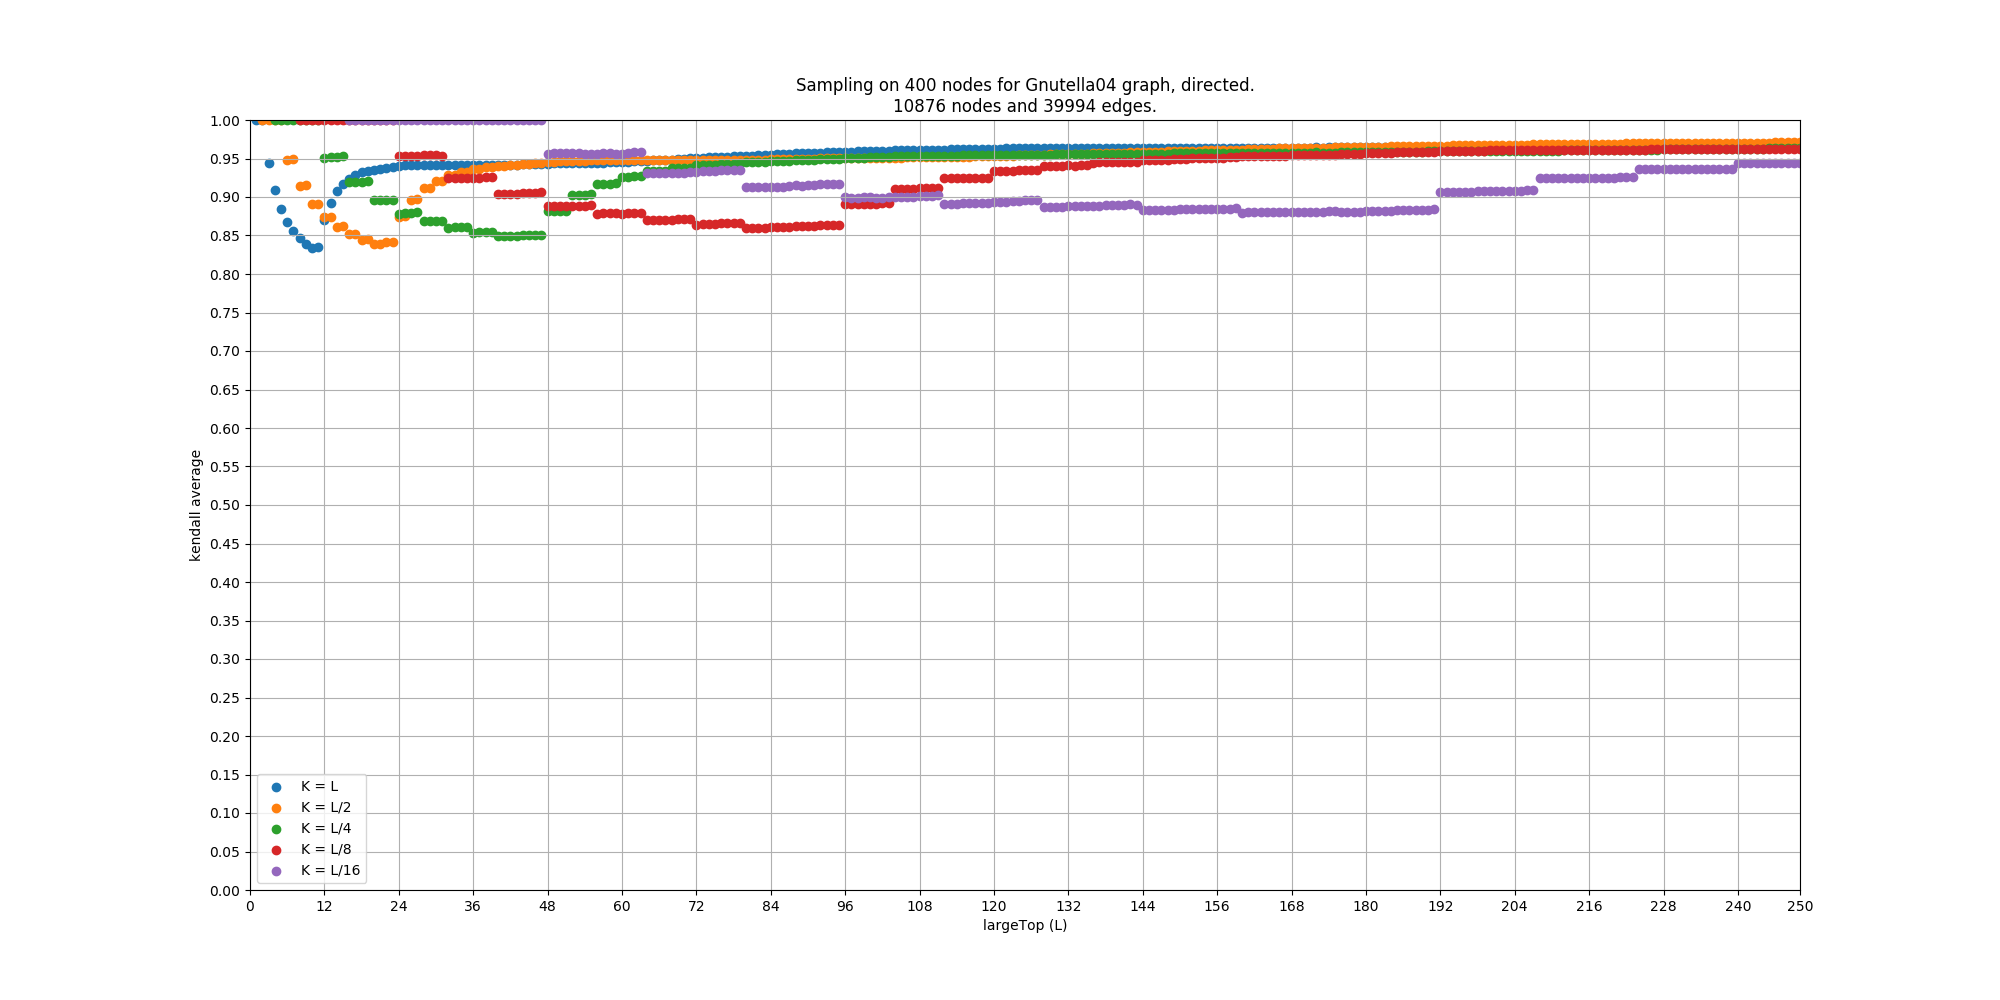 Sampling on 400 nodes for Gnutella04 graph, directed.
10876 nodes and 39994 edges.
1.00
0.95
0.90
0.85
0.80
0.75
0.70
0.65
0.60
0.55
0.50
0.45
0.40
0.35
0.30
0.25
0.20
0.15
0.10
0.05
0.00
kendall average
K = L
K = L/2
K = L/4
K = L/8
K = L/16
0 12 24 36 48 60 72 84 96 108 120 132 144 156 168 180 192 204 216 228 240 250
largeTop (L)